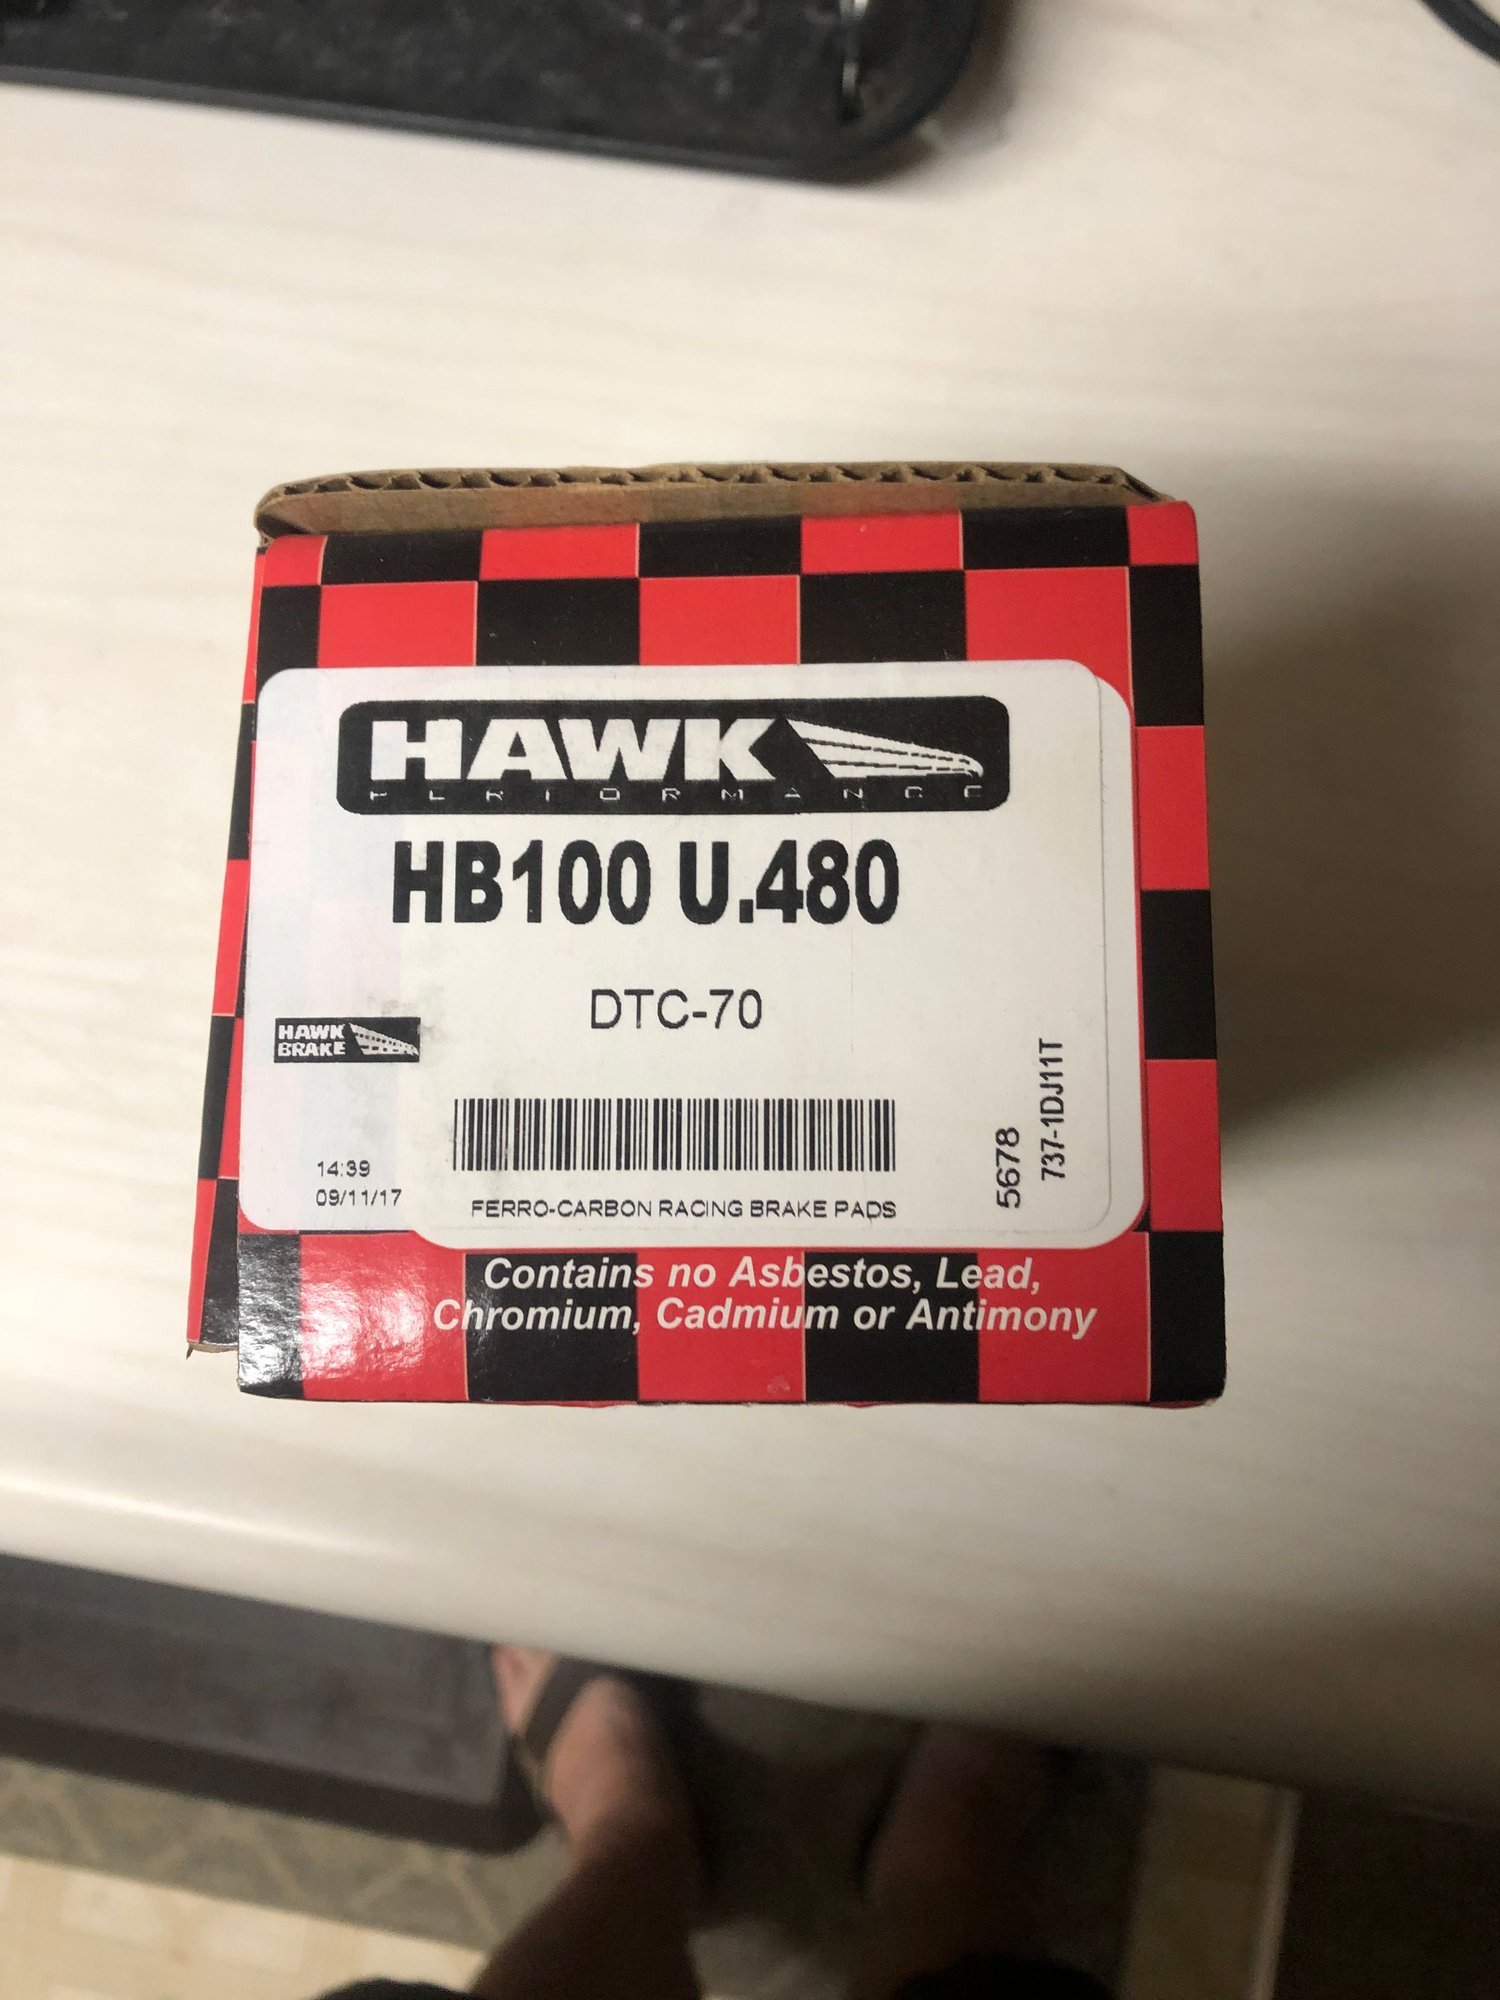 HAWK
PERFORMANCE
HB100 U.480
DTC-70
HAWK
BRAKE
14:39
09/11/17
FERRO-CARBON RACING BRAKE PADS
5678
737-1DJ11T
Contains no Asbestos, Lead,
Chromium, Cadmium or Antimony